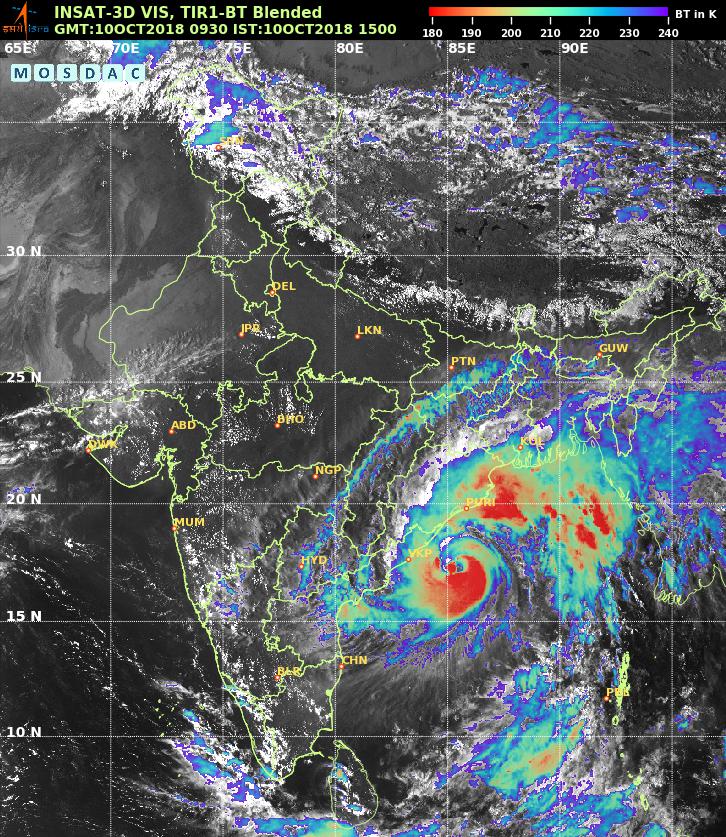 INSAT-3D VIS, TIR1-BT Blended
GMT:10OCT2018 0930 IST:10OCT2018 1500
BT in K
180 190 200 210 220 230 240
65E 70E 75E 80E 85E 90E
MOSDAC
SRN
30 N
DEL
JPR LKN
GUW
PTN
25 N
ABD BHO
DWK KOL
NGP
20 N
PURI
MUM
VKP
HYD
15 N
CHN
BLR
PBL
10 N